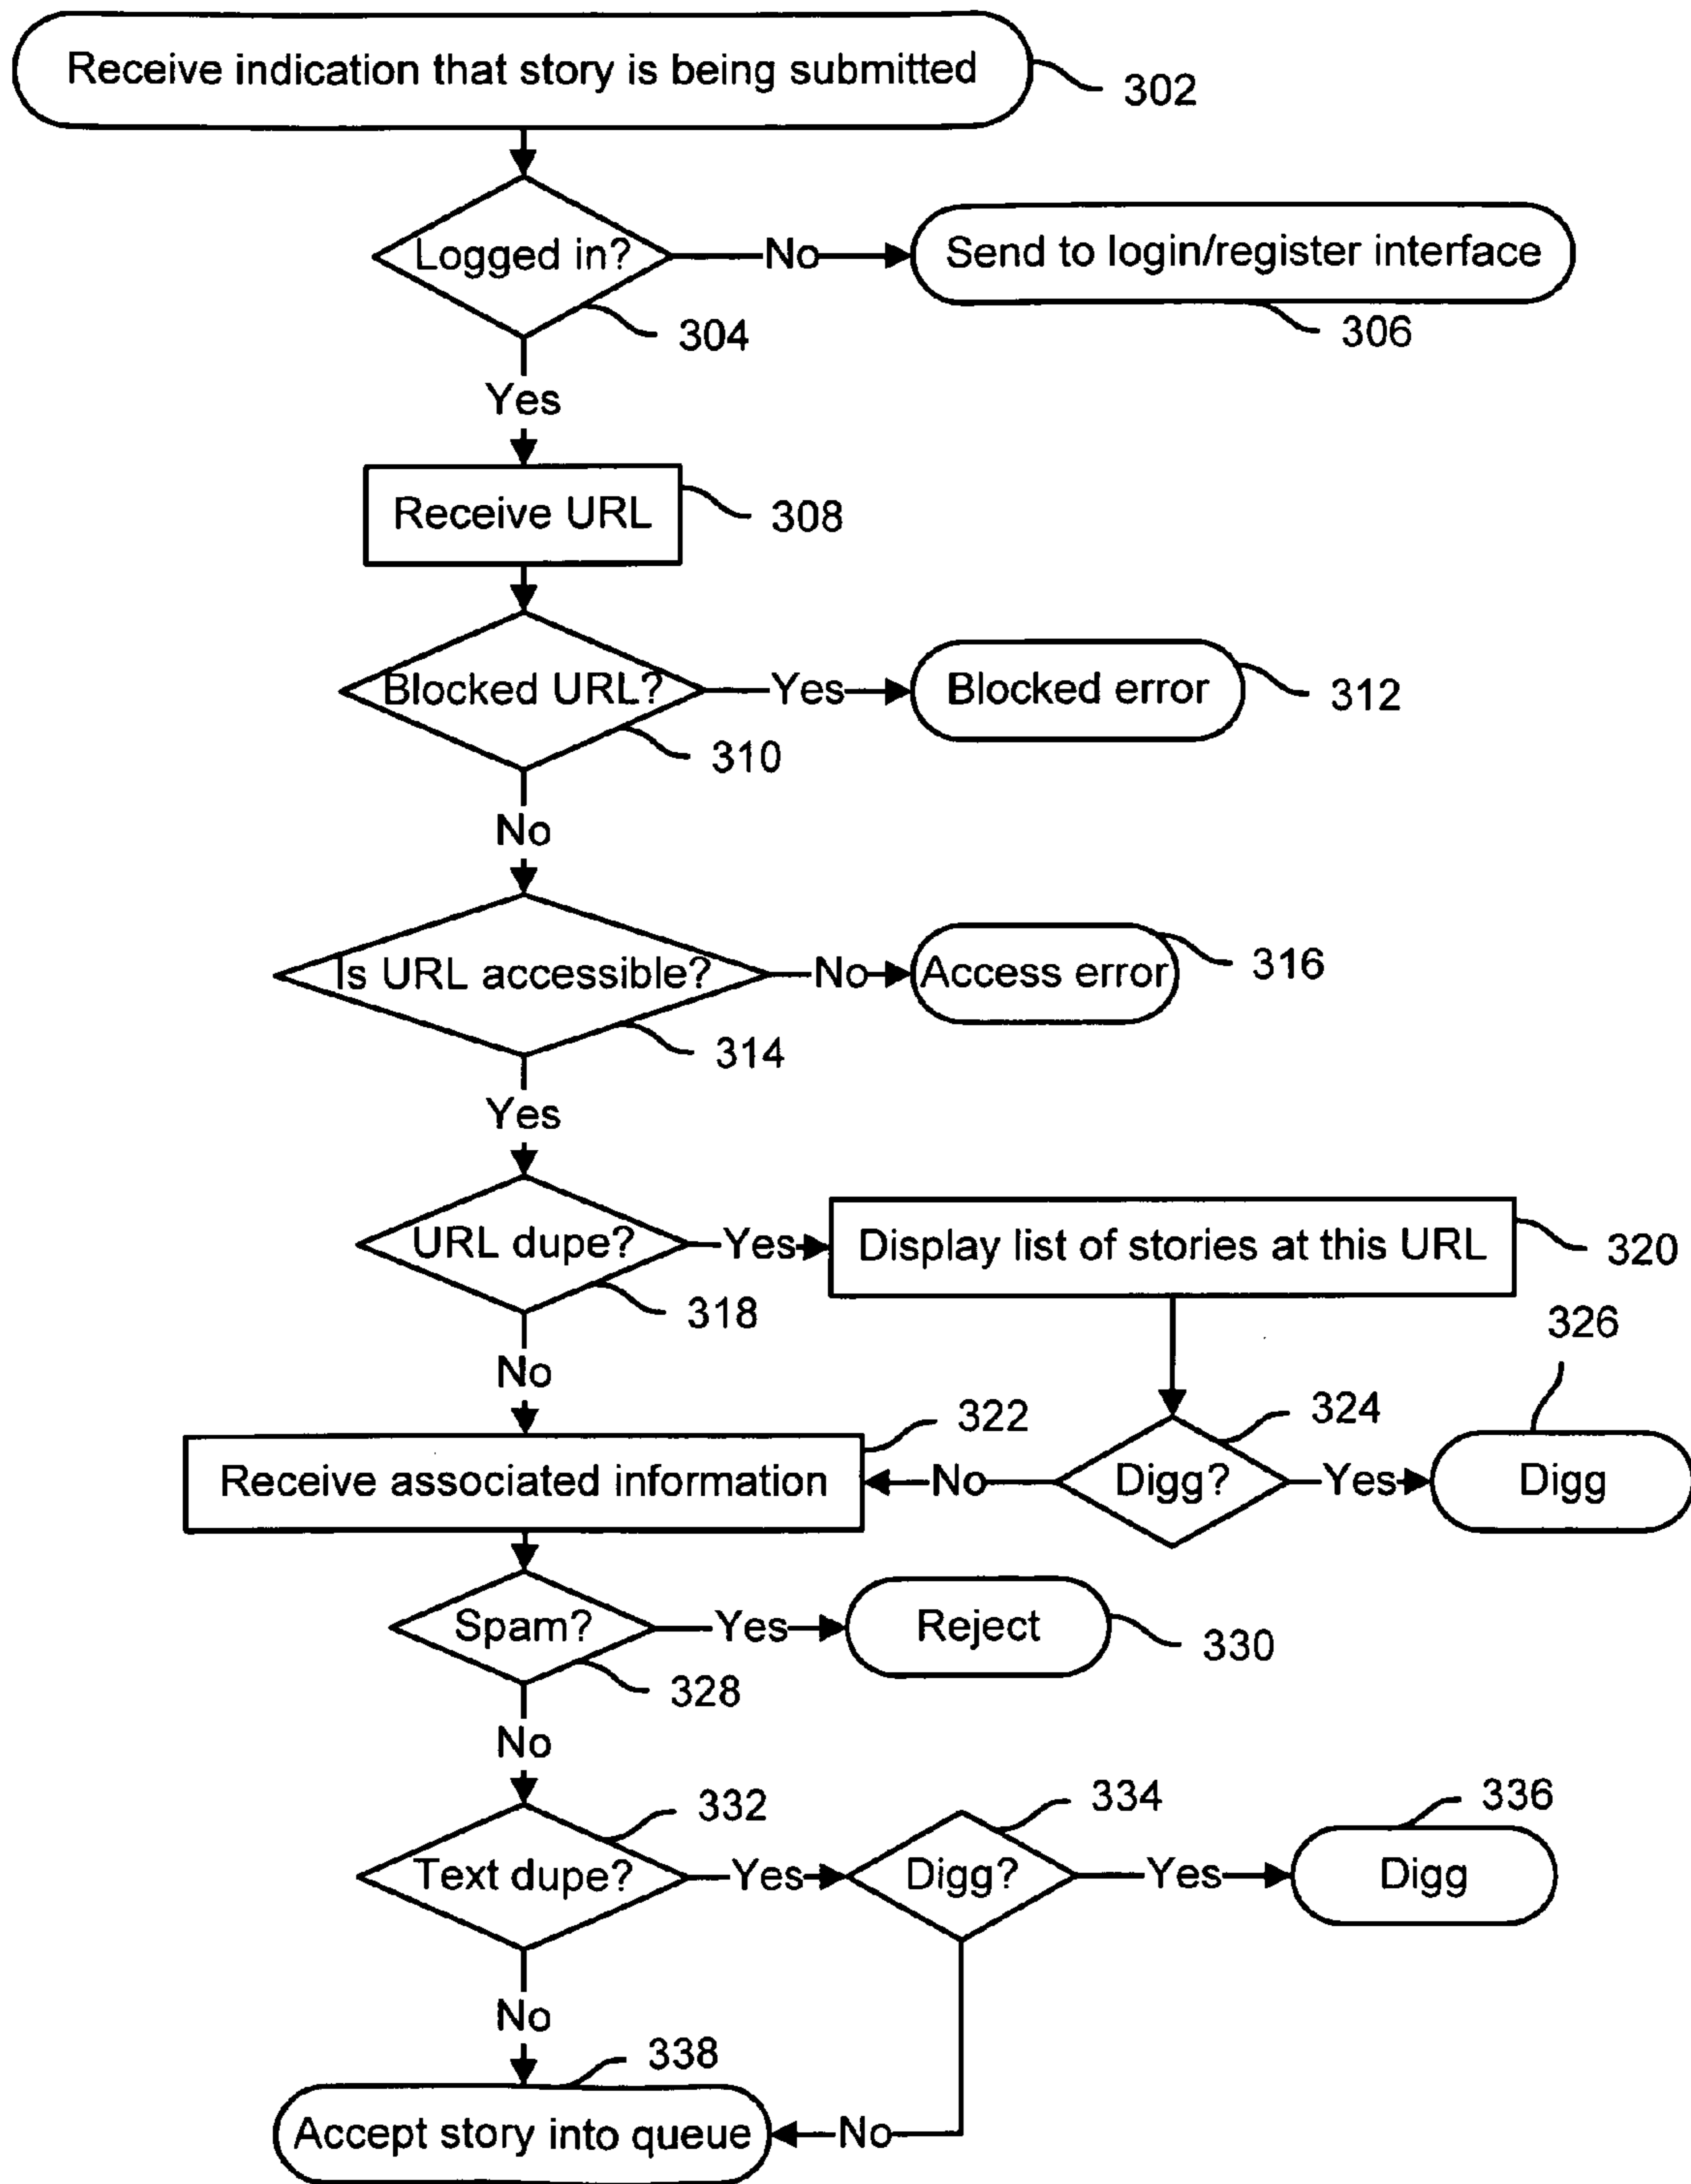 Receive indication that story is being submitted
302
Logged in?
No
Send to login/register interface
304
306
Yes
Receive URL
308
Blocked URL?
Yes
Blocked error
312
310
No
Is URL accessible?
No
Access error
316
314
Yes
URL dupe?
Yes
Display list of stories at this URL
320
318
326
No
322
324
Receive associated information
No
Digg?
Yes
Digg
Spam?
Yes
Reject
330
328
No
332
334
336
Text dupe?
Yes
Digg?
Yes
Digg
No
338
Accept story into queue
No